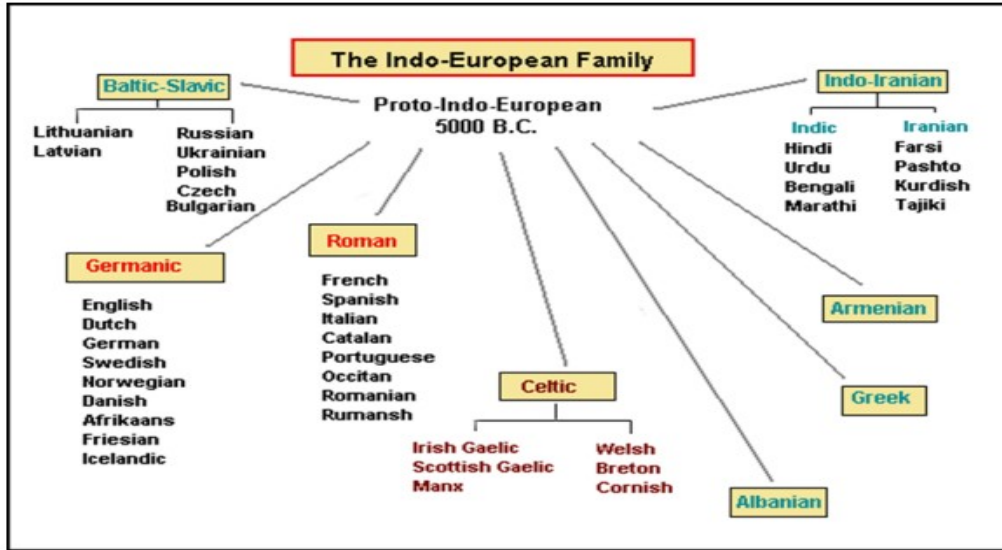 The Indo-European Family
Proto-Indo-European
5000 B.C.
Baltic-Slavic
Lithuanian
Latvian
Russian
Ukrainian
Polish
Czech
Bulgarian
Indo-Iranian
Indic
Hindi
Urdu
Bengali
Marathi
Iranian
Farsi
Pashto
Kurdish
Tajiki
Germanic
English
Dutch
German
Swedish
Norwegian
Danish
Afrikaans
Friesian
Icelandic
Roman
French
Spanish
Italian
Catalan
Portuguese
Occitan
Romanian
Rumansh
Celtic
Irish Gaelic
Scottish Gaelic
Manx
Welsh
Breton
Cornish
Armenian
Greek
Albanian